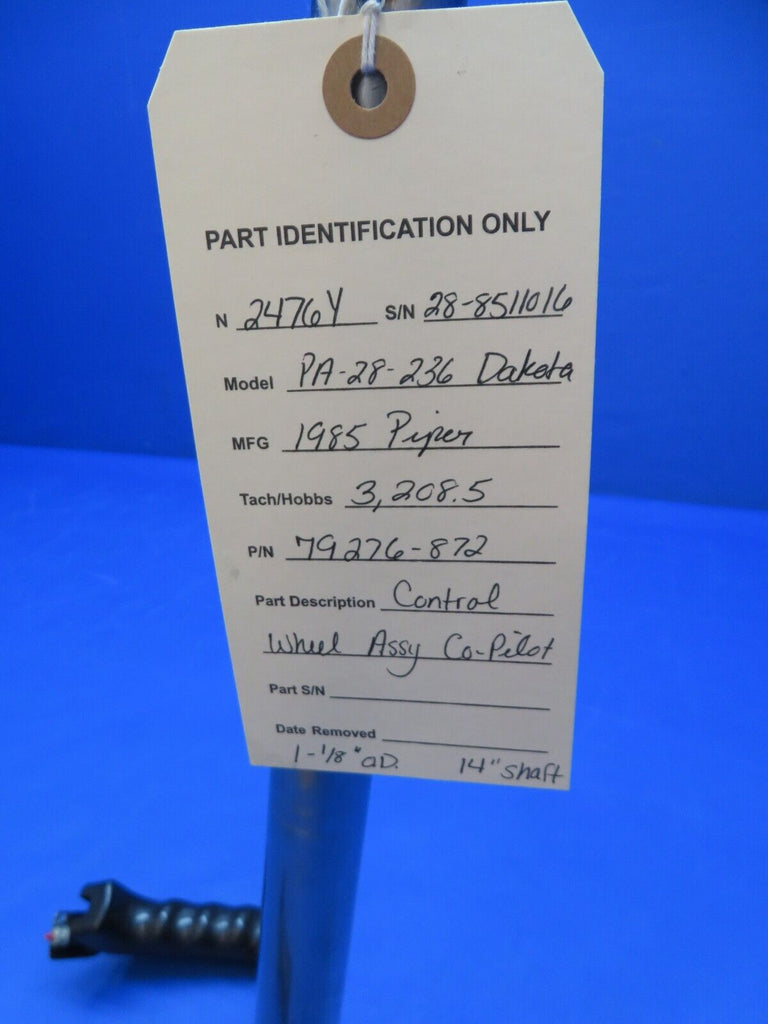 PART IDENTIFICATION ONLY
N 2476Y S/N 28-8511016
Model PA-28-236 Dakota
MFG 1985 Piper
Tach/Hobbs 3,208.5
P/N 79276-872
Part Description Control
Wheel Assy Co-Pilot
Part S/N
Date Removed
1-1/8" OD. 14" shaft